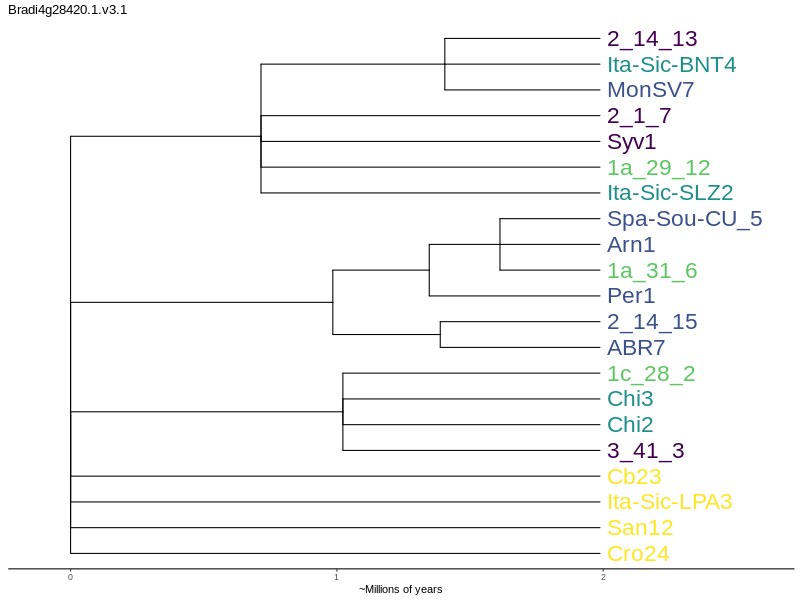 Bradi4g28420.1.v3.1
2_14_13
Ita-Sic-BNT4
MonSV7
2_1_7
Syv1
1a_29_12
Ita-Sic-SLZ2
Spa-Sou-CU_5
Arn1
1a_31_6
Per1
2_14_15
ABR7
1c_28_2
Chi3
Chi2
3_41_3
Cb23
Ita-Sic-LPA3
San12
Cro24
0 1 2
~Millions of years